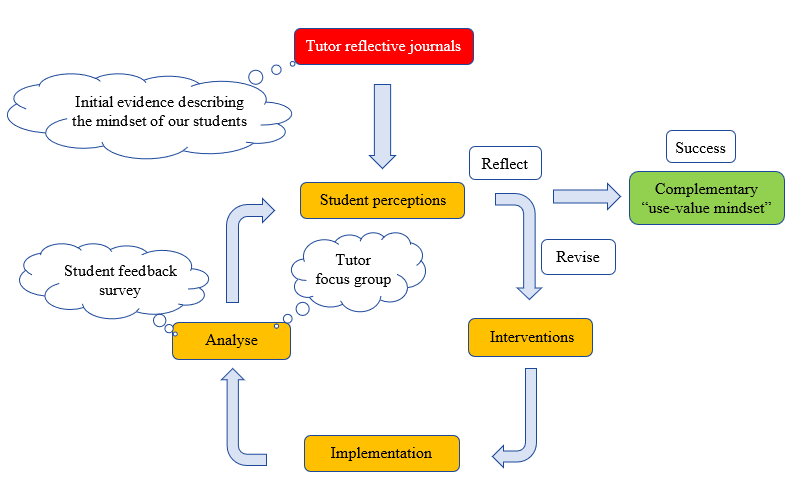 Tutor reflective journals
Initial evidence describing
the mindset of our students
Success
Reflect
Complementary
“use-value mindset”
Student perceptions
Revise
Tutor
focus group
Student feedback
survey
Analyse
Interventions
Implementation